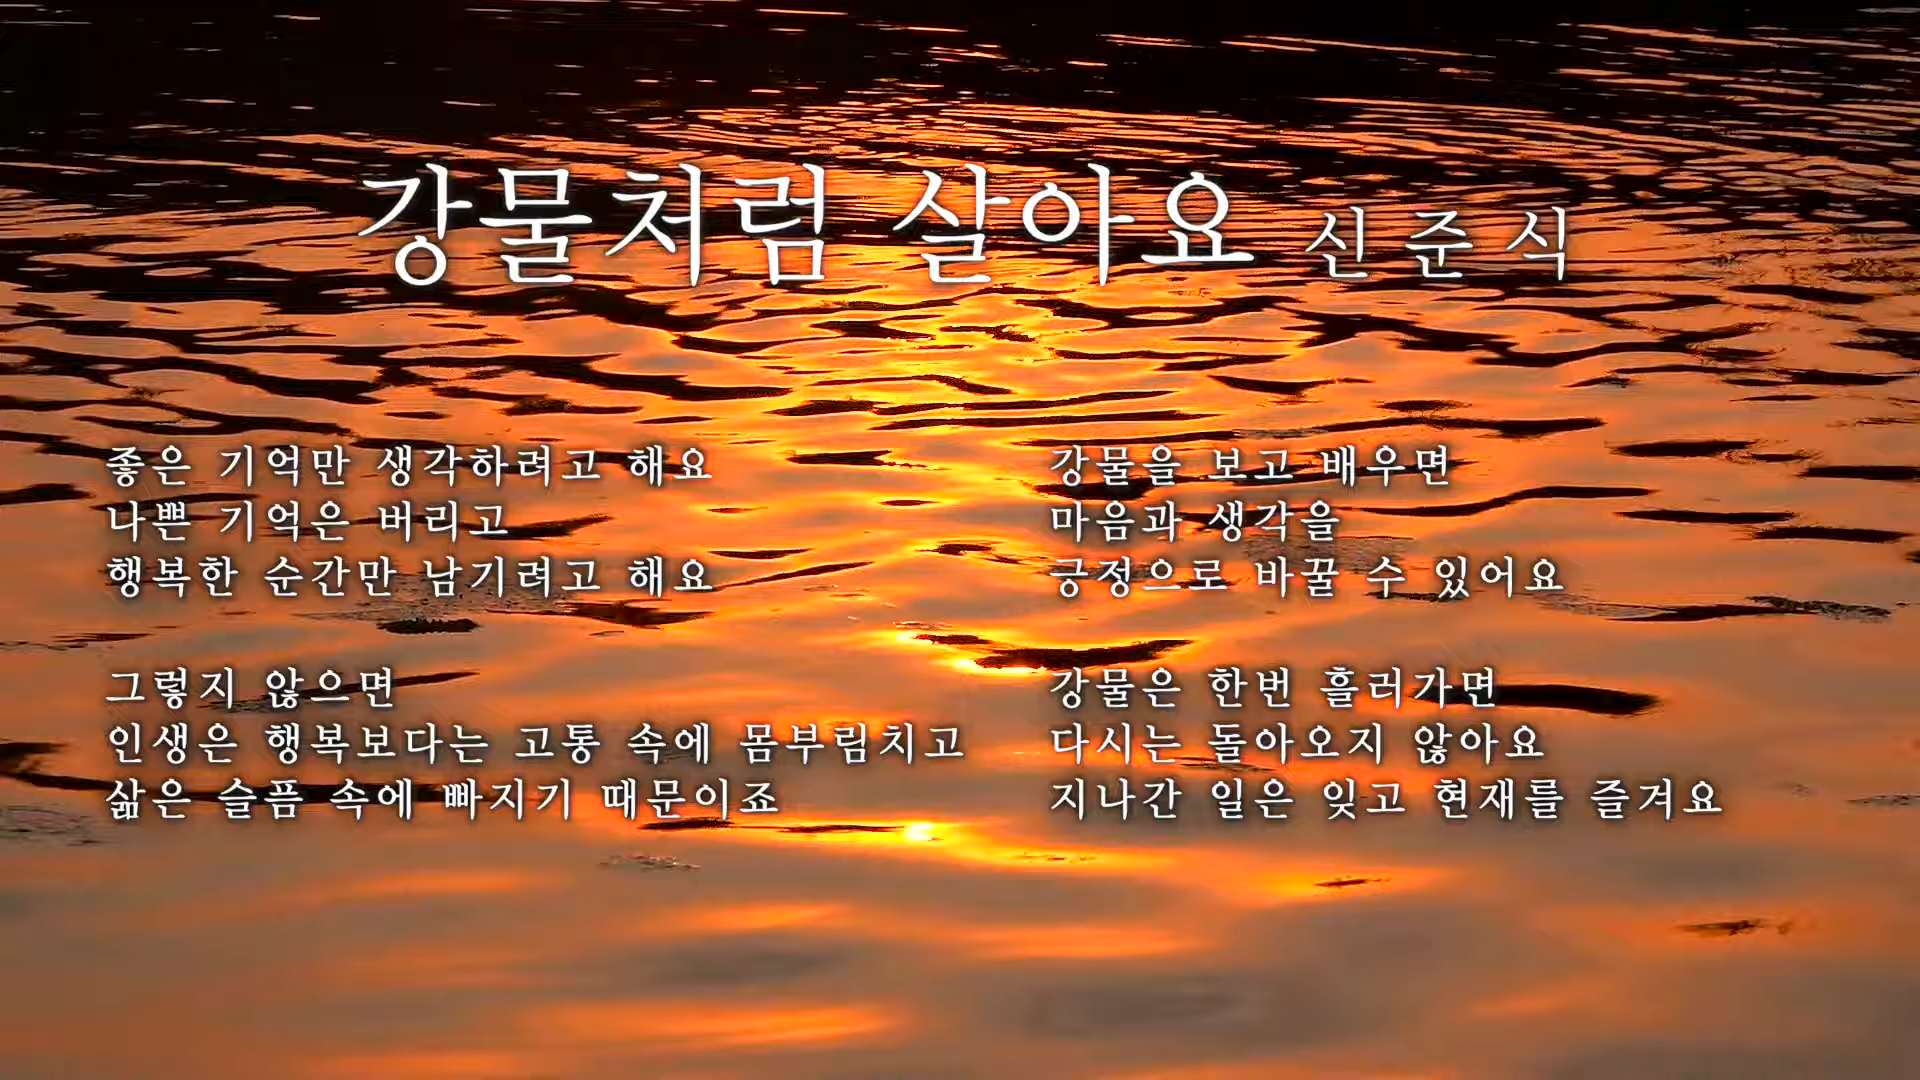 강물처럼 살아요 신준식
좋은 기억만 생각하려고 해요
나쁜 기억은 버리고
행복한 순간만 남기려고 해요
그렇지 않으면
인생은 행복보다는 고통 속에 몸부림치고
삶은 슬픔 속에 빠지기 때문이죠
강물을 보고 배우면
마음과 생각을
긍정으로 바꿀 수 있어요
강물은 한번 흘러가면
다시는 돌아오지 않아요
지나간 일은 잊고 현재를 즐겨요